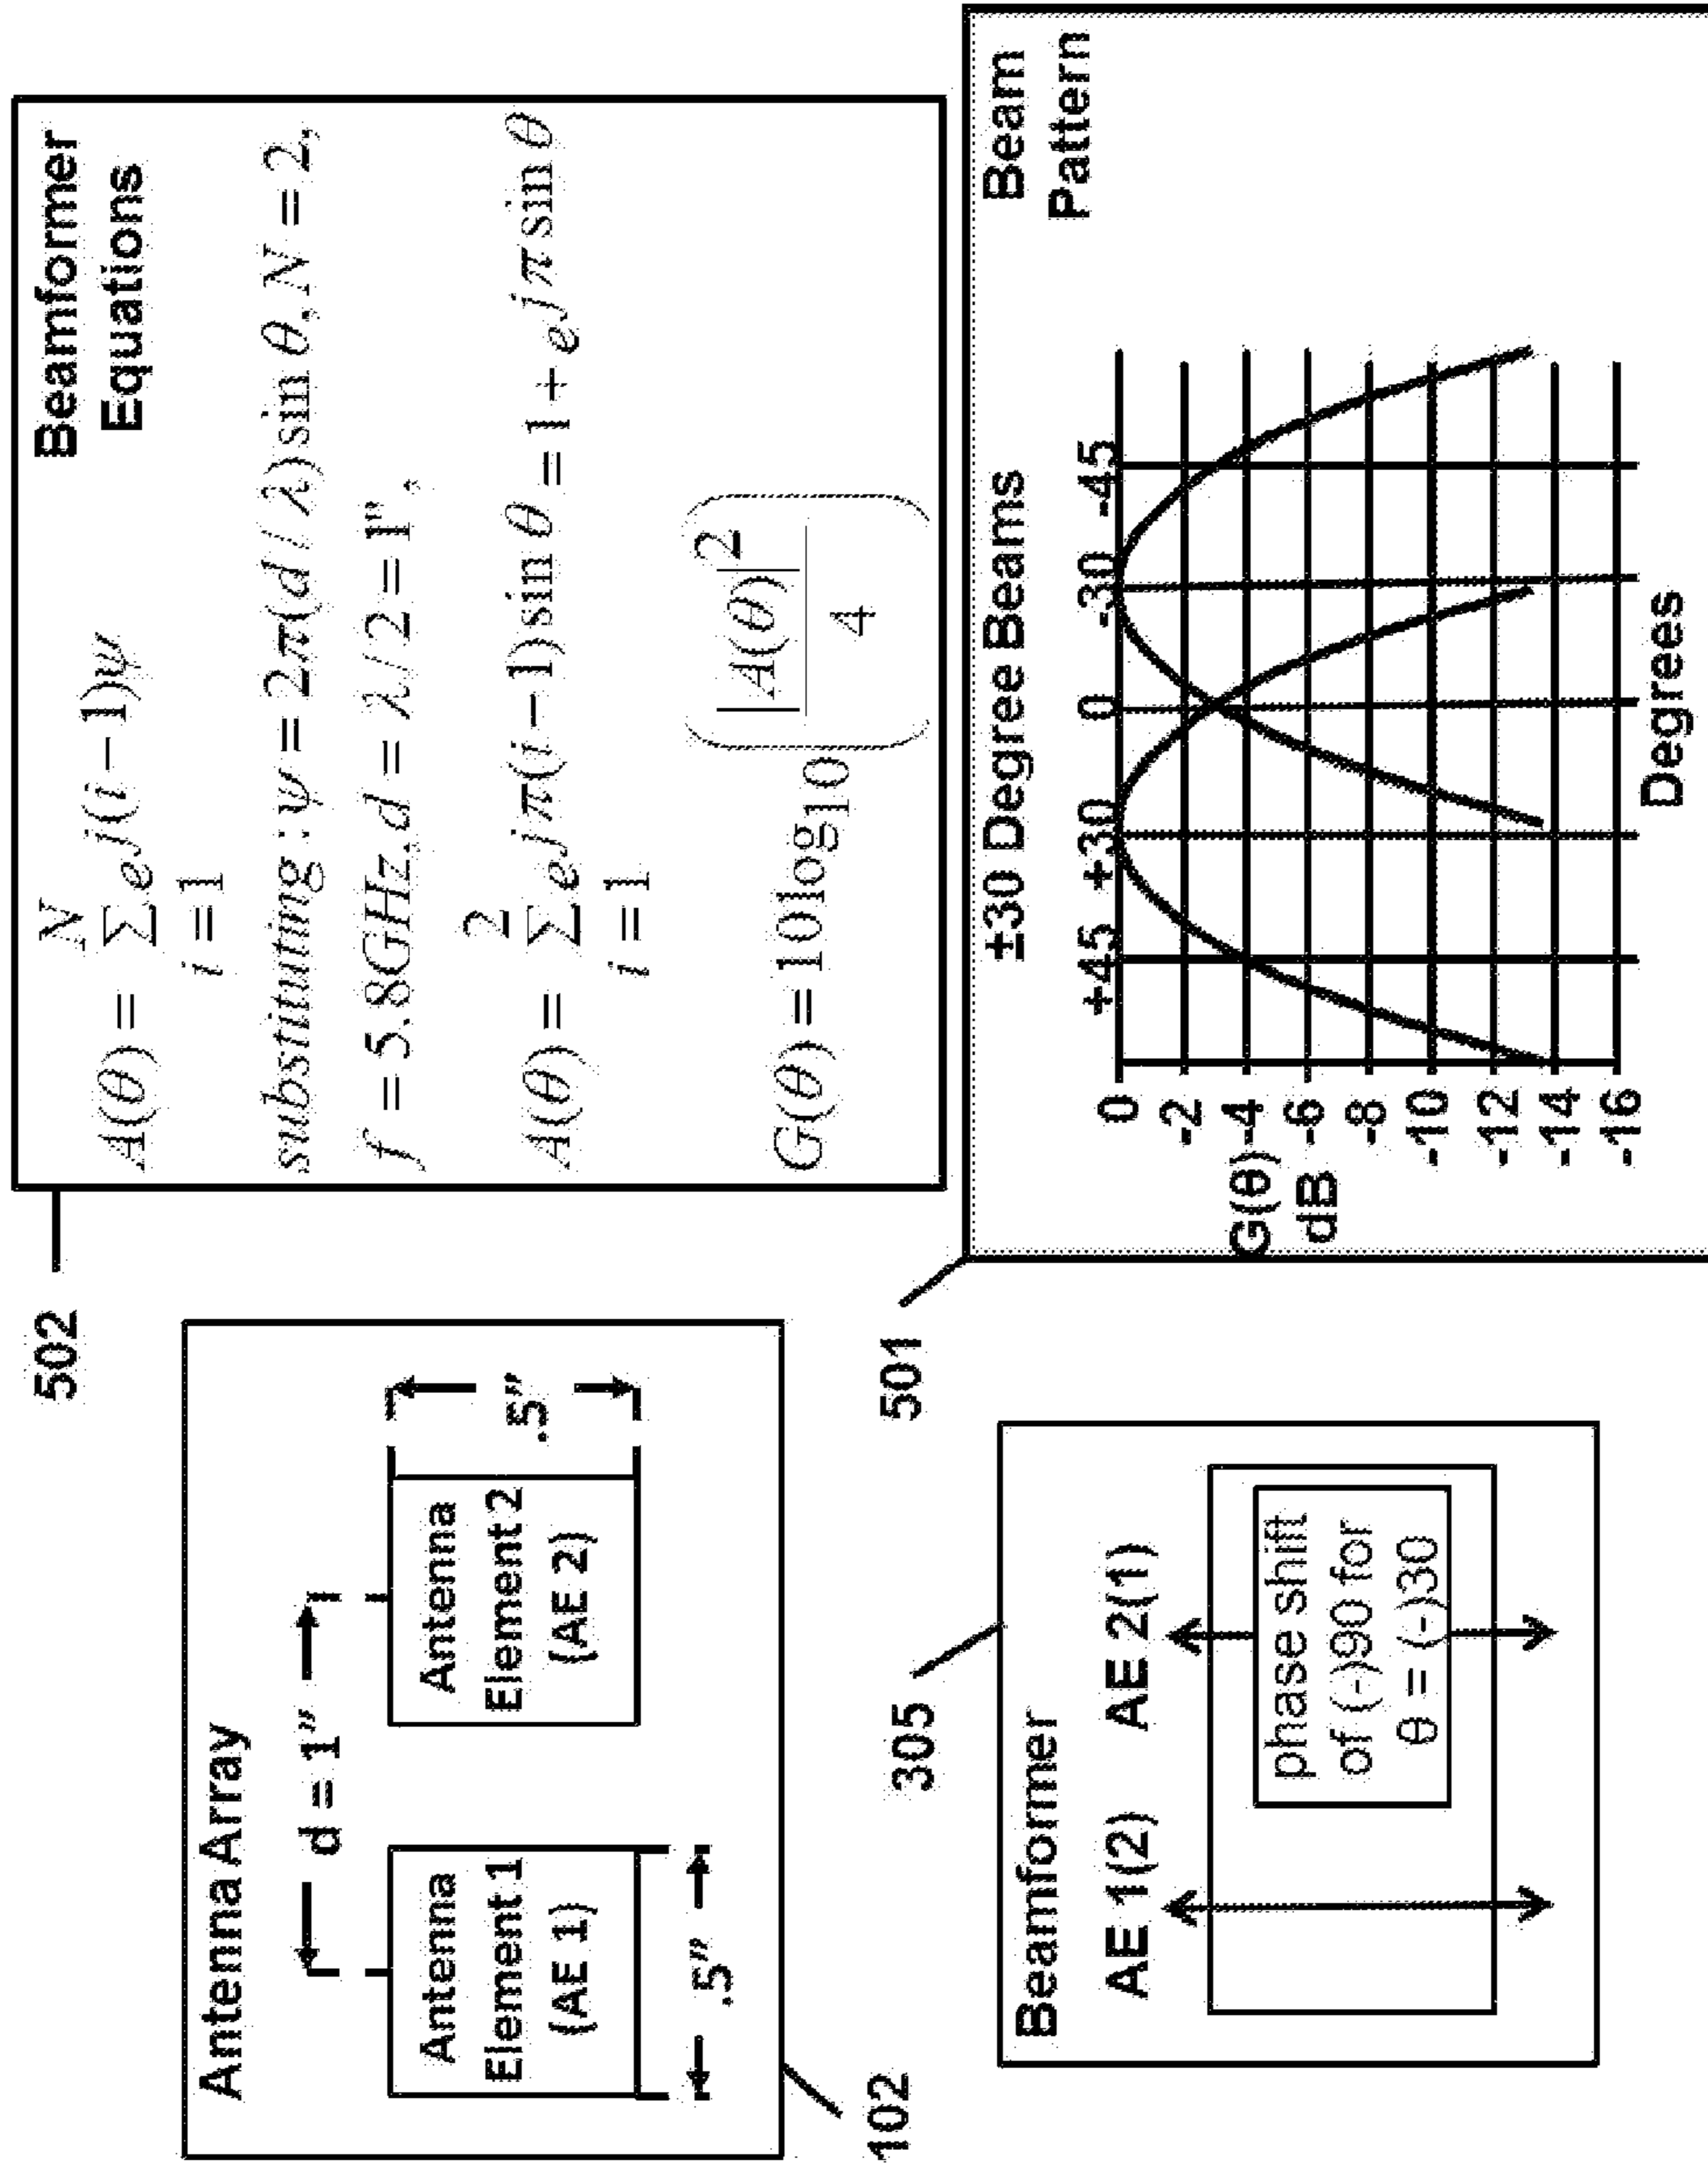 Antenna Array
d = 1"
Antenna
Element 1
(AE 1)
Antenna
Element 2
(AE 2)
.5"
.5"
102
502
Beamformer
Equations
A(θ) = N Σ i=1 e j(i−1)ψ
substituting: ψ = 2π(d / λ) sin θ, N = 2,
f = 5.8GHz, d = λ/2 = 1",
A(θ) = 2 Σ i=1 e jπ(i−1) sin θ = 1 + e jπ sin θ
G(θ) = 10 log 10 ( |A(θ)| 2 / 4 )
305
Beamformer
AE 1(2) AE 2(1)
phase shift
of (-)90 for
θ = (-)30
501
±30 Degree Beams
Beam
Pattern
+45 +30 0 -30 -45
0
-2
G(θ) -4
dB -6
-8
-10
-12
-14
-16
Degrees